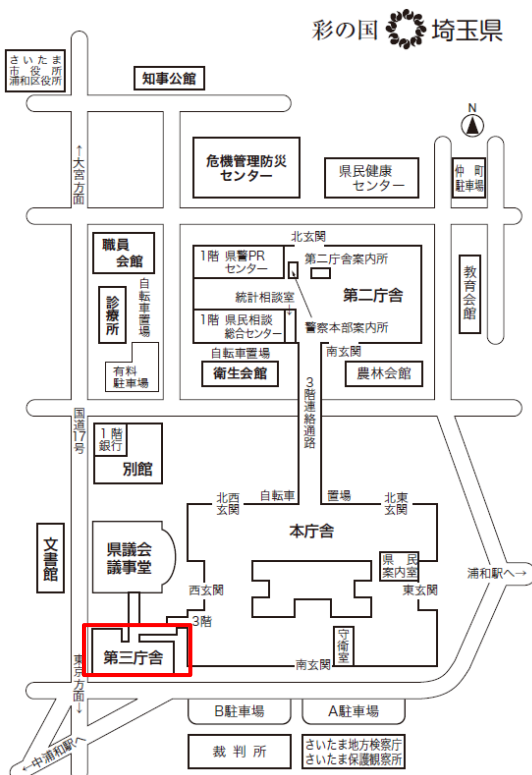 彩の国 埼玉県
さいたま
市役所
浦和区役所
知事公館
N
↑大宮方面
危機管理防災
センター
県民健康
センター
仲町
駐車場
職員
会館
自転車置場
診療所
有料
駐車場
北玄関
1階 県警PR
センター
第二庁舎案内所
第二庁舎
統計相談室
↓
1階 県民相談
総合センター
警察本部案内所
自転車置場
南玄関
衛生会館
農林会館
教育会館
3階連絡通路
国道17号
1階
銀行
別館
北西
玄関
自転車 置場
北東
玄関
本庁舎
文書館
県議会
議事堂
県民
案内室
浦和駅へ→
西玄関
東玄関
3階
守衛室
第三庁舎
南玄関
東京方面→
B駐車場
A駐車場
←中浦和駅へ
裁判所
さいたま地方検察庁
さいたま保護観察所